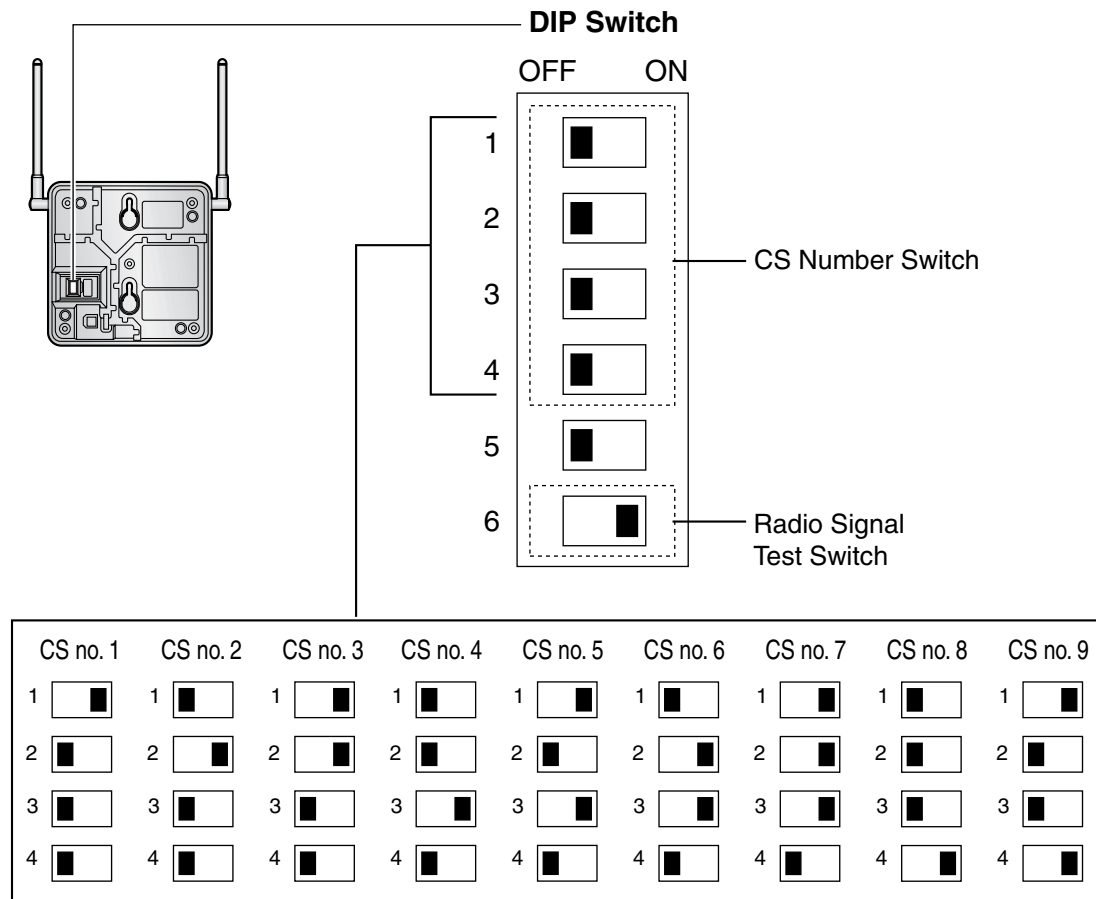 DIP Switch
OFF ON
1
2
3
4
5
6
CS Number Switch
Radio Signal
Test Switch
CS no. 1 CS no. 2 CS no. 3 CS no. 4 CS no. 5 CS no. 6 CS no. 7 CS no. 8 CS no. 9
1 1 1 1 1 1 1 1 1
2 2 2 2 2 2 2 2 2
3 3 3 3 3 3 3 3 3
4 4 4 4 4 4 4 4 4